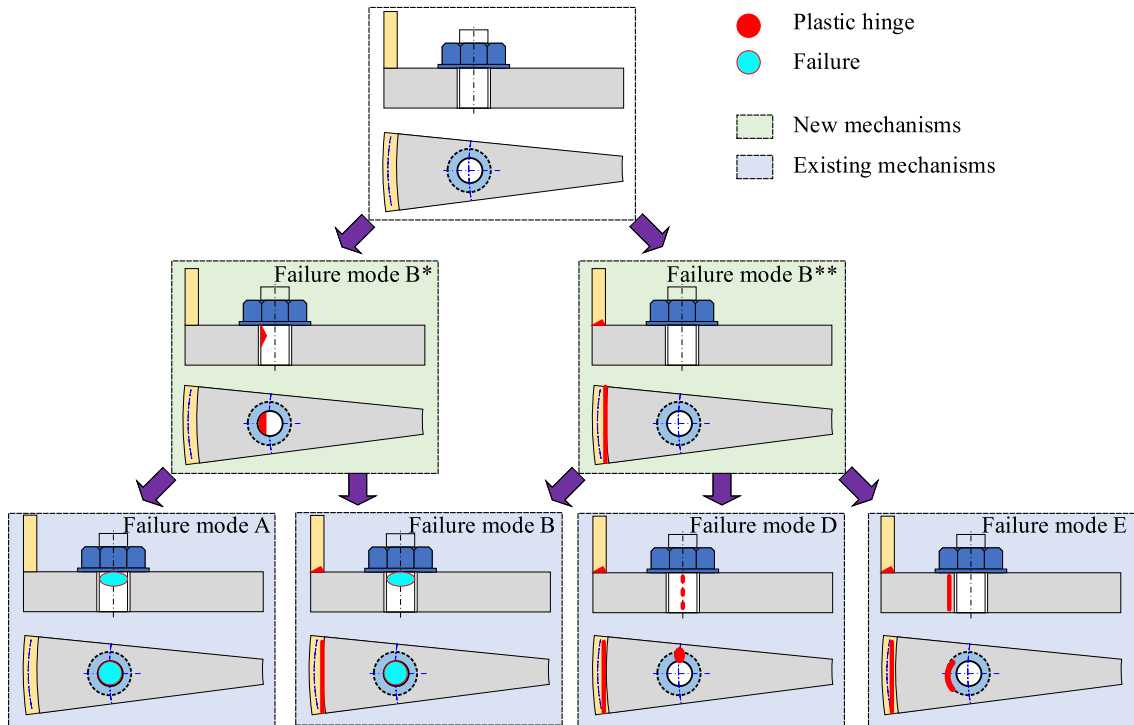 Plastic hinge
Failure
New mechanisms
Existing mechanisms
Failure mode B*
Failure mode B**
Failure mode A
Failure mode B
Failure mode D
Failure mode E